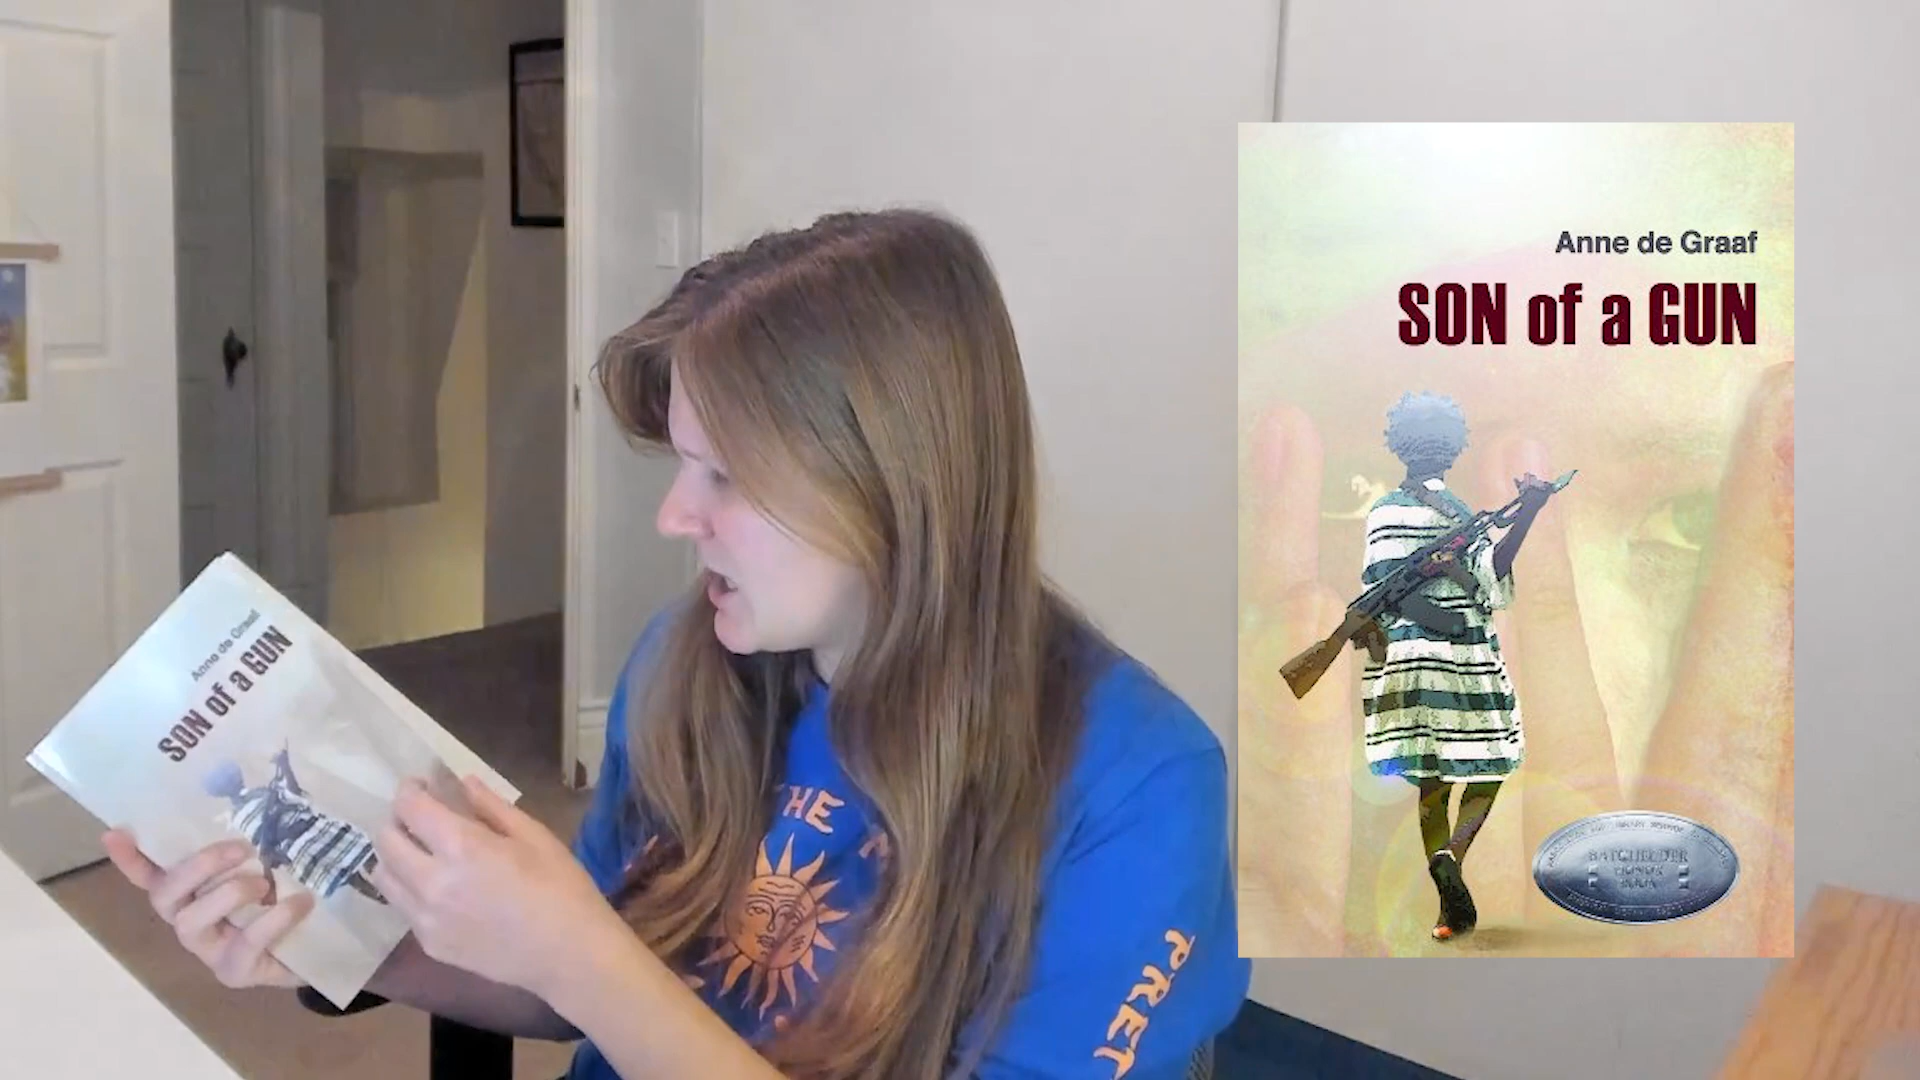 Anne de Graaf
SON of a GUN
THE
PRET
Anne de Graaf
SON of a GUN
BATCHELDER
HONOR
BOOK